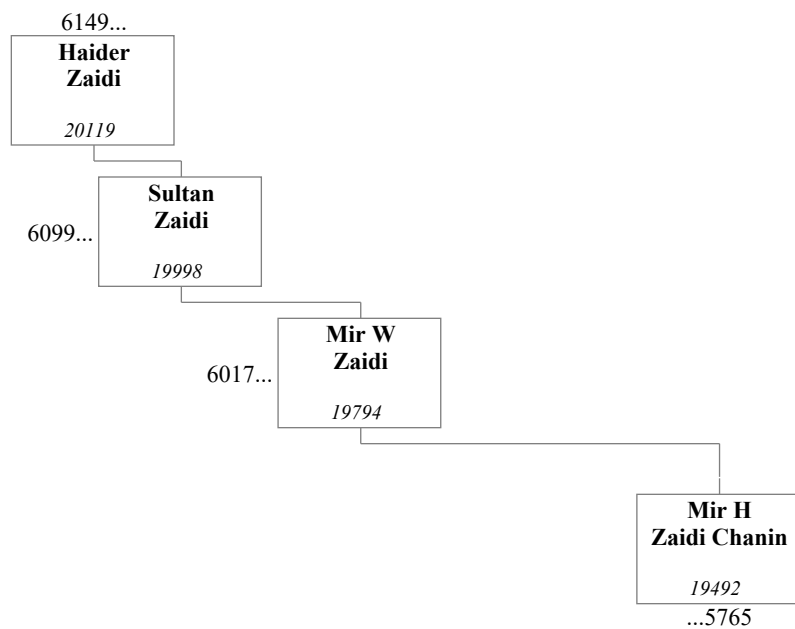 6149...
Haider
Zaidi
20119
Sultan
Zaidi
6099...
19998
Mir W
Zaidi
6017...
19794
Mir H
Zaidi Chanin
19492
...5765